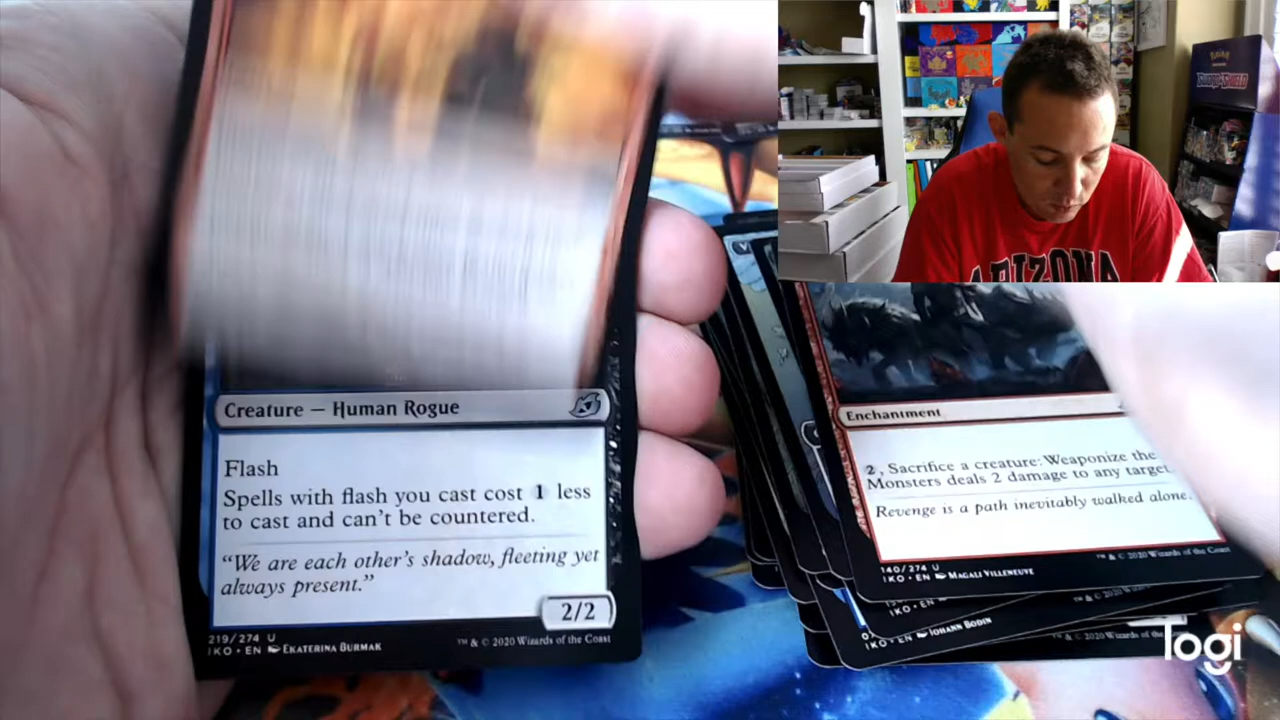 Creature — Human Rogue
Flash
Spells with flash you cast cost 1 less
to cast and can't be countered.
"We are each other's shadow, fleeting yet
always present."
2/2
219/274 U
IKO • EN EKATERINA BURMAK
™ & © 2020 Wizards of the Coast
Enchantment
2, Sacrifice a creature: Weaponize the
Monsters deals 2 damage to any target.
Revenge is a path inevitably walked alone.
140/274 U
IKO • EN MAGALI VILLENEUVE
™ & © 2020 Wizards of the Coast
IKO • EN
IKO • EN JOHANN BODIN
ARIZONA
Togi